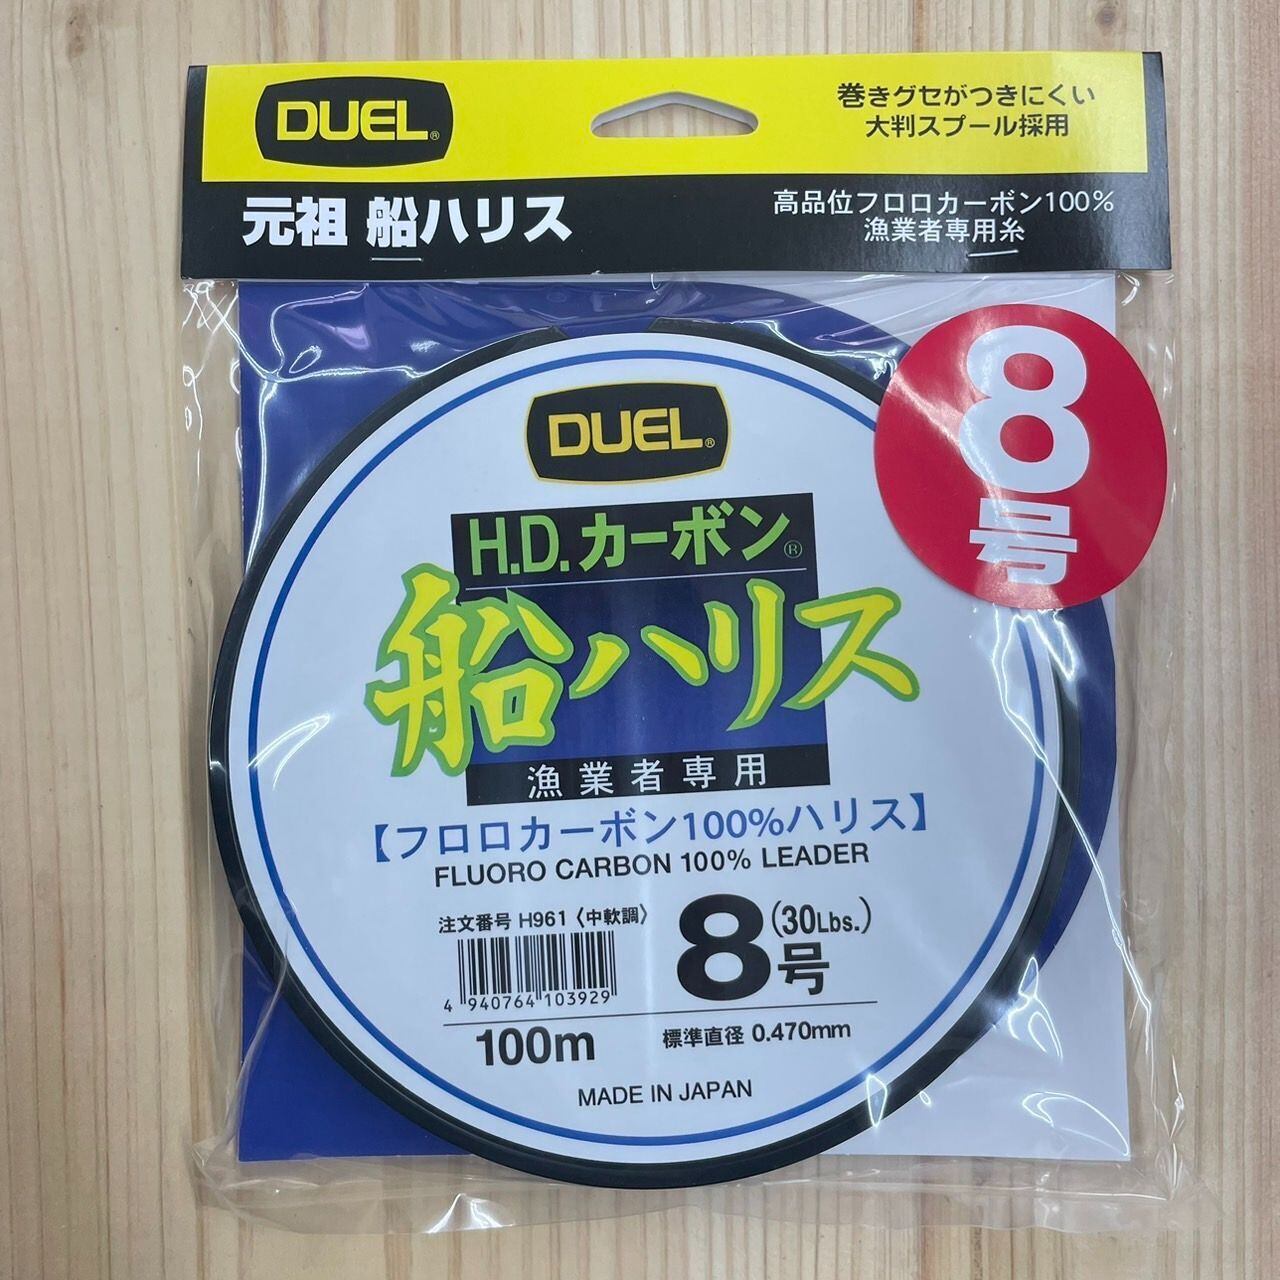 DUEL®
巻きグセがつきにくい
大判スプール採用
元祖 船ハリス
高品位フロロカーボン100%
漁業者専用糸
8
号
DUEL®
H.D.カーボン®
船ハリス
漁業者専用
【フロロカーボン100%ハリス】
FLUORO CARBON 100% LEADER
注文番号 H961〈中軟調〉
8号(30Lbs.)
4 940764 103929
100m
標準直径 0.470mm
MADE IN JAPAN